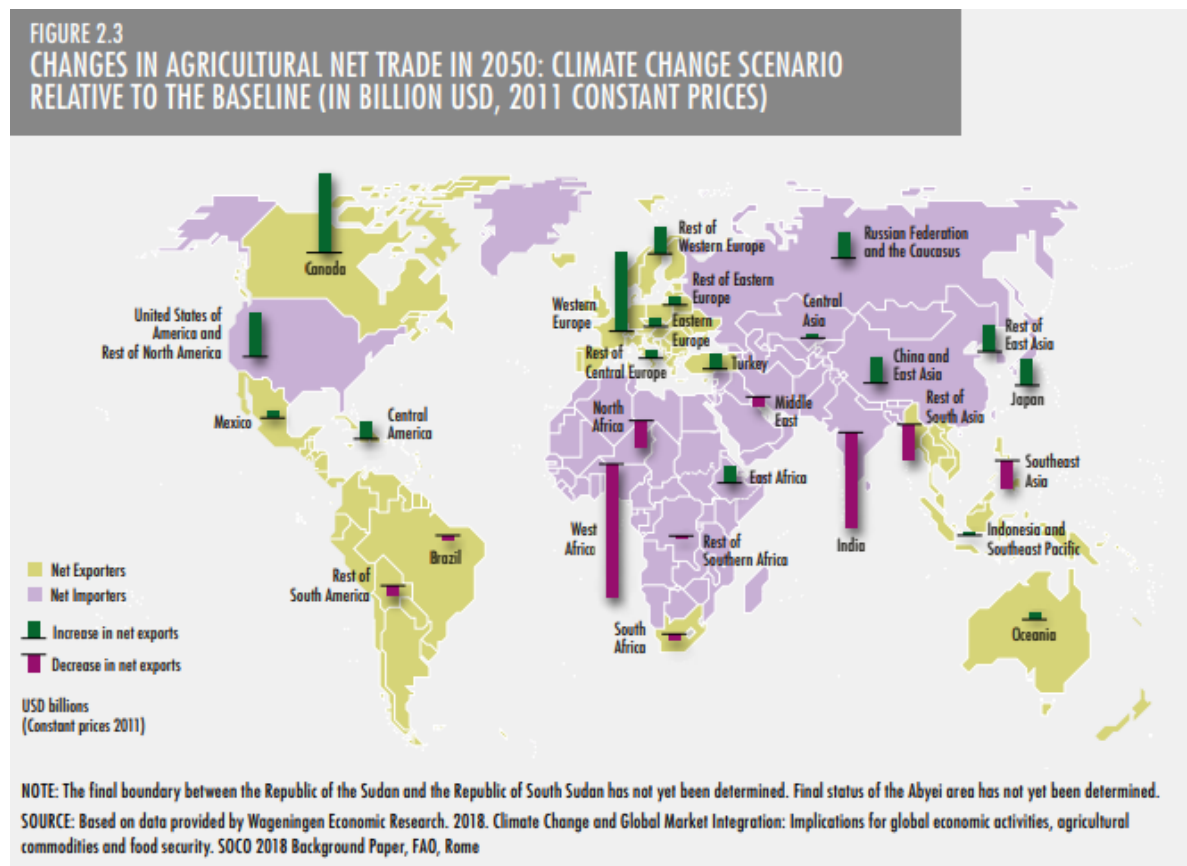 FIGURE 2.3
CHANGES IN AGRICULTURAL NET TRADE IN 2050: CLIMATE CHANGE SCENARIO
RELATIVE TO THE BASELINE (IN BILLION USD, 2011 CONSTANT PRICES)
Canada
United States of
America and
Rest of North America
Mexico
Central
America
Brazil
Rest of
South America
Rest of
Western Europe
Western
Europe
Rest of Eastern
Europe
Eastern
Europe
Rest of
Central Europe
Turkey
Russian Federation
and the Caucasus
Central
Asia
China and
East Asia
Rest of
East Asia
Japan
Rest of
South Asia
Middle
East
North
Africa
East Africa
West
Africa
Rest of
Southern Africa
South
Africa
India
Southeast
Asia
Indonesia and
Southeast Pacific
Oceania
Net Exporters
Net Importers
Increase in net exports
Decrease in net exports
USD billions
(Constant prices 2011)
NOTE: The final boundary between the Republic of the Sudan and the Republic of South Sudan has not yet been determined. Final status of the Abyei area has not yet been determined.
SOURCE: Based on data provided by Wageningen Economic Research. 2018. Climate Change and Global Market Integration: Implications for global economic activities, agricultural
commodities and food security. SOCO 2018 Background Paper, FAO, Rome